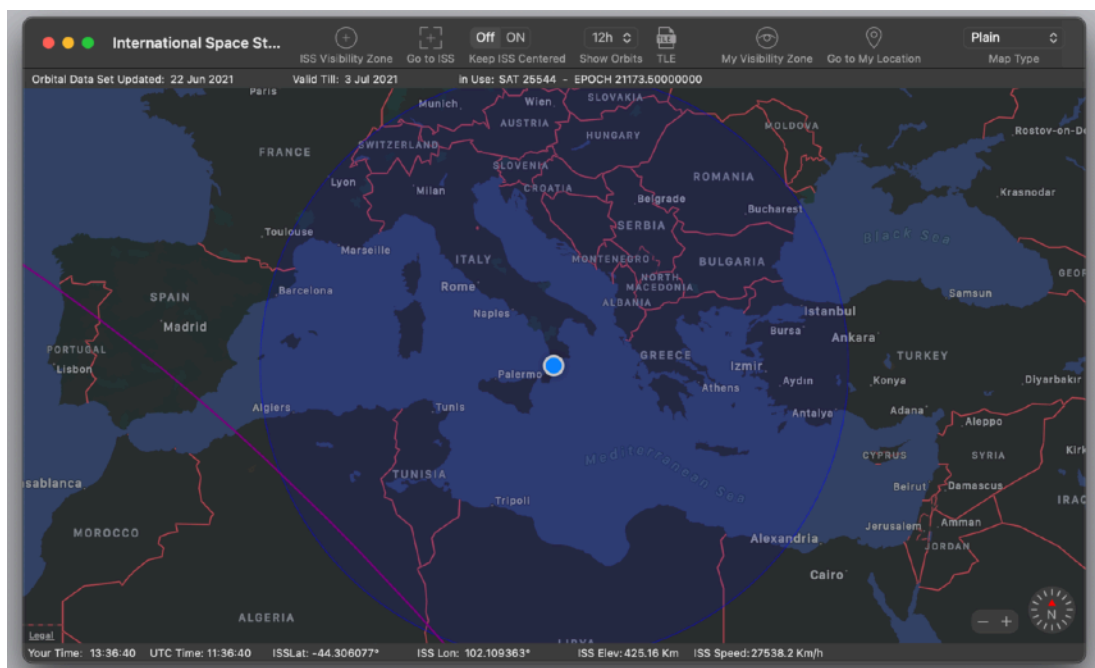 International Space St...
ISS Visibility Zone
Go to ISS
Off ON
Keep ISS Centered
12h
Show Orbits
TLE
TLE
My Visibility Zone
Go to My Location
Plain
Map Type
Orbital Data Set Updated: 22 Jun 2021 Valid Till: 3 Jul 2021 in Use: SAT 25544 - EPOCH 21173.50000000
Paris
Munich
Wien
SLOVAKIA
AUSTRIA
HUNGARY
MOLDOVA
Rostov-on-D
FRANCE
SWITZERLAND
SLOVENIA
CROATIA
ROMANIA
Lyon
Milan
Belgrade
Bucharest
Krasnodar
SERBIA
Toulouse
Marseille
Black Sea
ITALY
MONTENEGRO
BULGARIA
Rome
NORTH
MACEDONIA
GEOR
Barcelona
SPAIN
ALBANIA
Samsun
Naples
Istanbul
Madrid
Bursa
Ankara
PORTUGAL
GREECE
TURKEY
Lisbon
Palermo
Izmir
Athens
Aydın
Konya
Diyarbakır
Algiers
Tunis
Antalya
Adana
Aleppo
Mediterranean Sea
CYPRUS
SYRIA
Kirk
TUNISIA
asablanca
Beirut
Damascus
Tripoli
IRAQ
MOROCCO
Jerusalem
Amman
Alexandria
JORDAN
Cairo
ALGERIA
LIBYA
N
Legal
Your Time: 13:36:40 UTC Time: 11:36:40 ISSLat: -44.306077° ISS Lon: 102.109363° ISS Elev: 425.16 Km ISS Speed: 27538.2 Km/h